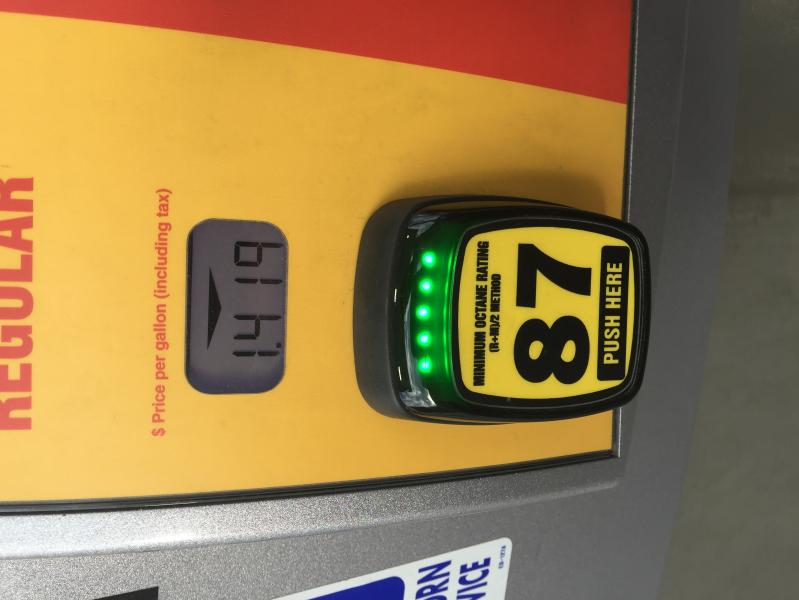 REGULAR
$ Price per gallon (including tax)
1.419
MINIMUM OCTANE RATING
(R+M)/2 METHOD
87
PUSH HERE